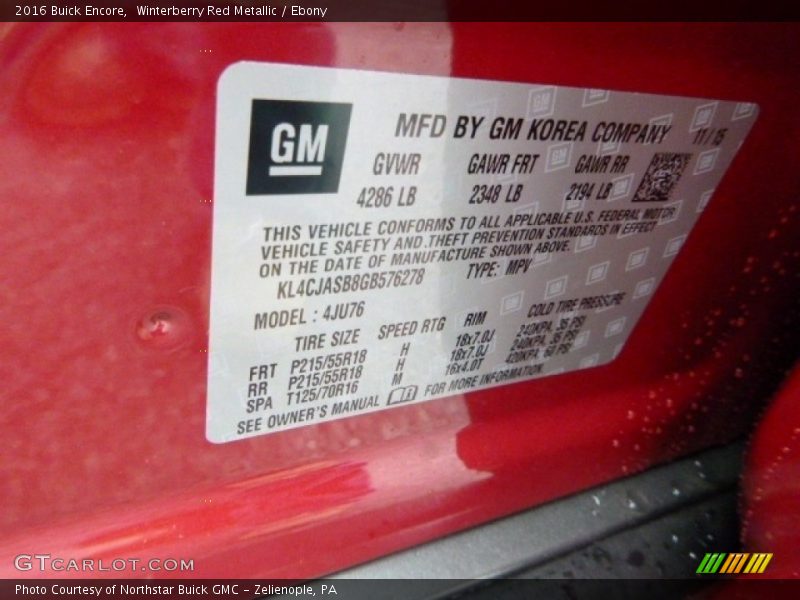 2016 Buick Encore,  Winterberry Red Metallic / Ebony
GM
MFD BY GM KOREA COMPANY 11/15
GVWR GAWR FRT GAWR RR
4286 LB 2348 LB 2194 LB
THIS VEHICLE CONFORMS TO ALL APPLICABLE U.S. FEDERAL MOTOR
VEHICLE SAFETY AND THEFT PREVENTION STANDARDS IN EFFECT
ON THE DATE OF MANUFACTURE SHOWN ABOVE.
KL4CJASB8GB576278 TYPE: MPV
MODEL : 4JU76
TIRE SIZE SPEED RTG RIM COLD TIRE PRESSURE
FRT P215/55R18 H 18x7.0J 240KPA, 35 PSI
RR P215/55R18 H 18x7.0J 240KPA, 35 PSI
SPA T125/70R16 M 16x4.0T 420KPA, 60 PSI
SEE OWNER'S MANUAL FOR MORE INFORMATION.
GTCARLOT.COM
Photo Courtesy of Northstar Buick GMC - Zelienople, PA